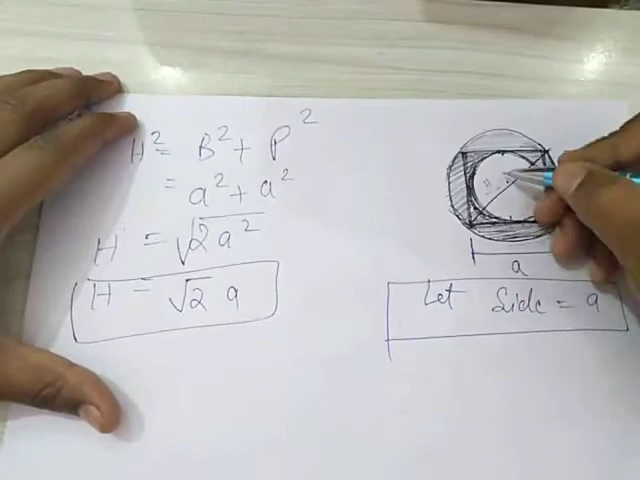 H² = B² + P²
= a² + a²
H = √2a²
H = √2 a
a
Let Side = a